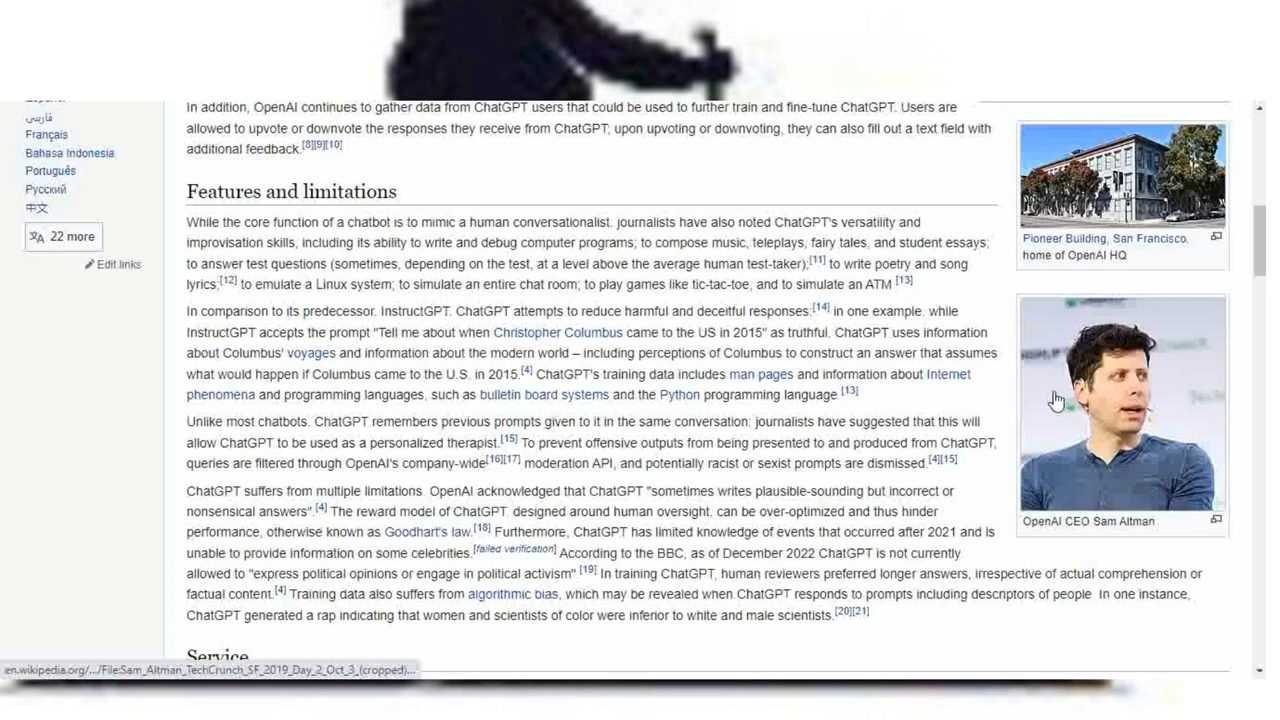 In addition, OpenAI continues to gather data from ChatGPT users that could be used to further train and fine-tune ChatGPT. Users are
allowed to upvote or downvote the responses they receive from ChatGPT; upon upvoting or downvoting, they can also fill out a text field with
additional feedback.[8][9][10]
فارسی
Français
Bahasa Indonesia
Português
Русский
中文
22 more
Edit links
Features and limitations
While the core function of a chatbot is to mimic a human conversationalist, journalists have also noted ChatGPT's versatility and
improvisation skills, including its ability to write and debug computer programs; to compose music, teleplays, fairy tales, and student essays;
to answer test questions (sometimes, depending on the test, at a level above the average human test-taker);[11] to write poetry and song
lyrics;[12] to emulate a Linux system; to simulate an entire chat room; to play games like tic-tac-toe; and to simulate an ATM.[13]
In comparison to its predecessor, InstructGPT, ChatGPT attempts to reduce harmful and deceitful responses;[14] in one example, while
InstructGPT accepts the prompt "Tell me about when Christopher Columbus came to the US in 2015" as truthful, ChatGPT uses information
about Columbus' voyages and information about the modern world – including perceptions of Columbus to construct an answer that assumes
what would happen if Columbus came to the U.S. in 2015.[4] ChatGPT's training data includes man pages and information about Internet
phenomena and programming languages, such as bulletin board systems and the Python programming language.[13]
Unlike most chatbots, ChatGPT remembers previous prompts given to it in the same conversation; journalists have suggested that this will
allow ChatGPT to be used as a personalized therapist.[15] To prevent offensive outputs from being presented to and produced from ChatGPT,
queries are filtered through OpenAI's company-wide[16][17] moderation API, and potentially racist or sexist prompts are dismissed.[4][15]
ChatGPT suffers from multiple limitations. OpenAI acknowledged that ChatGPT "sometimes writes plausible-sounding but incorrect or
nonsensical answers".[4] The reward model of ChatGPT, designed around human oversight, can be over-optimized and thus hinder
performance, otherwise known as Goodhart's law.[18] Furthermore, ChatGPT has limited knowledge of events that occurred after 2021 and is
unable to provide information on some celebrities.[failed verification] According to the BBC, as of December 2022 ChatGPT is not currently
allowed to "express political opinions or engage in political activism".[19] In training ChatGPT, human reviewers preferred longer answers, irrespective of actual comprehension or
factual content.[4] Training data also suffers from algorithmic bias, which may be revealed when ChatGPT responds to prompts including descriptors of people. In one instance,
ChatGPT generated a rap indicating that women and scientists of color were inferior to white and male scientists.[20][21]
Service
Pioneer Building, San Francisco,
home of OpenAI HQ
OpenAI CEO Sam Altman
en.wikipedia.org/.../File:Sam_Altman_TechCrunch_SF_2019_Day_2_Oct_3_(cropped)...